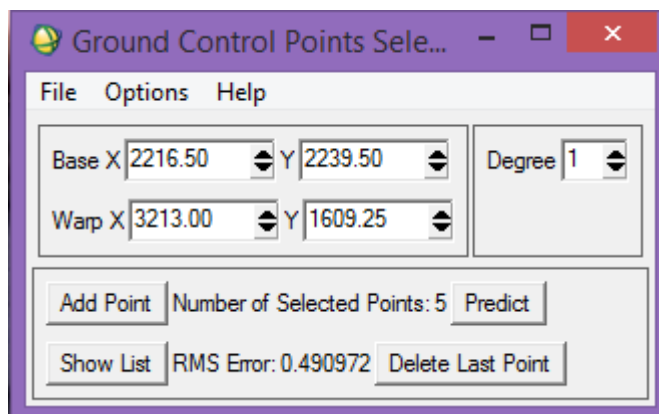 Ground Control Points Sele...
File Options Help
Base X 2216.50 Y 2239.50 Degree 1
Warp X 3213.00 Y 1609.25
Add Point Number of Selected Points: 5 Predict
Show List RMS Error: 0.490972 Delete Last Point